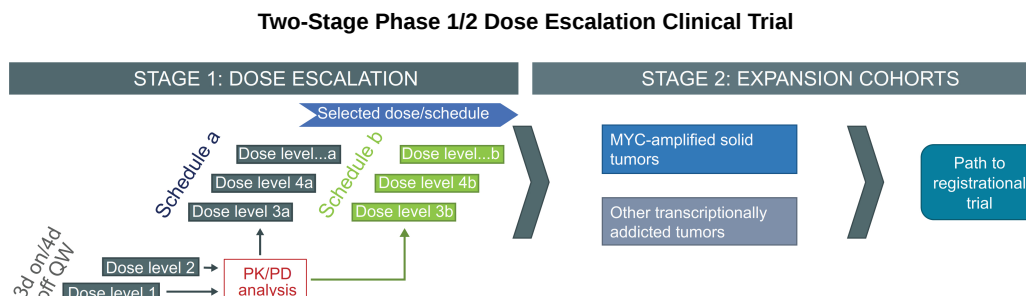 Two-Stage Phase 1/2 Dose Escalation Clinical Trial
STAGE 1: DOSE ESCALATION
STAGE 2: EXPANSION COHORTS
Selected dose/schedule
Schedule a
Dose level...a
Dose level 4a
Dose level 3a
Schedule b
Dose level...b
Dose level 4b
Dose level 3b
3d on/4d
off QW
Dose level 2
Dose level 1
PK/PD
analysis
MYC-amplified solid
tumors
Other transcriptionally
addicted tumors
Path to
registrational
trial